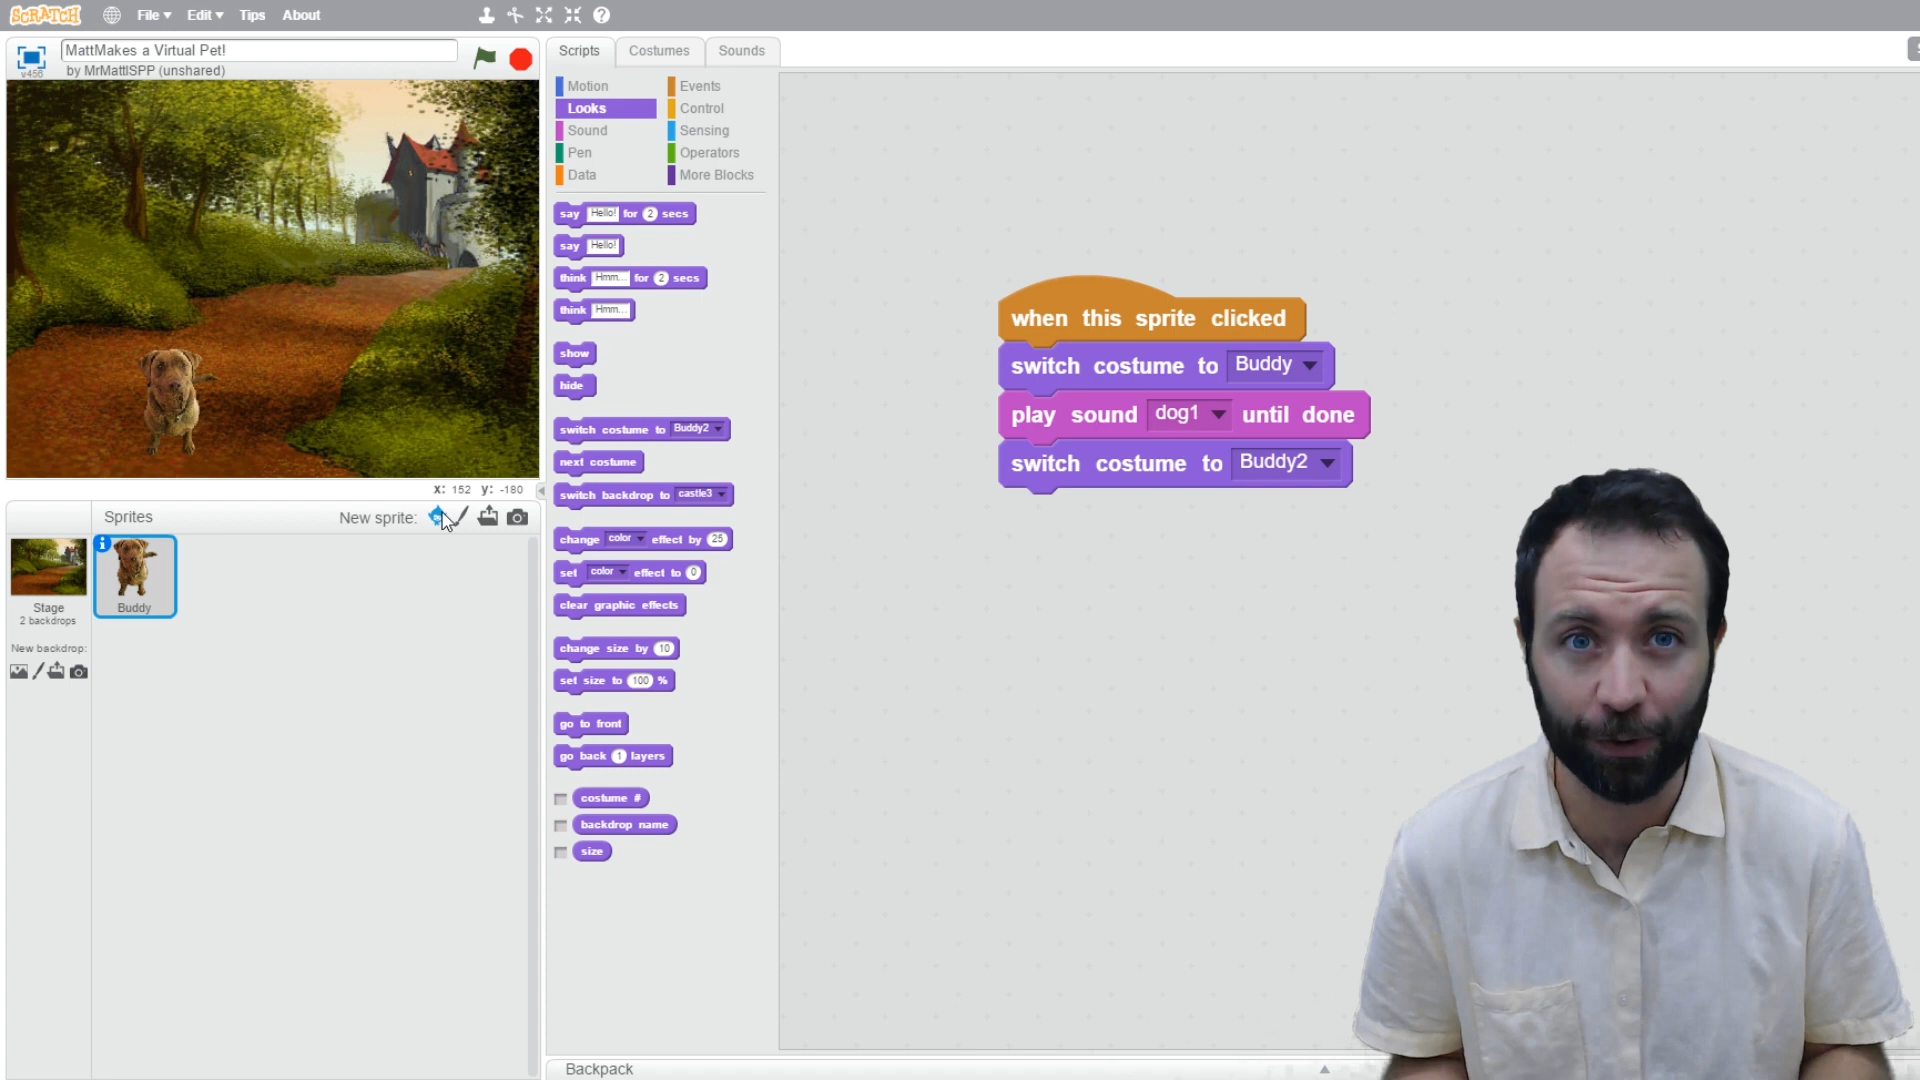 SCRATCH File Edit Tips About
v456
MattMakes a Virtual Pet!
by MrMattISPP (unshared)
x: 152 y: -180
Sprites New sprite:
Stage
2 backdrops
New backdrop:
Buddy
Scripts Costumes Sounds
Motion Events
Looks Control
Sound Sensing
Pen Operators
Data More Blocks
say Hello! for 2 secs
say Hello!
think Hmm... for 2 secs
think Hmm...
show
hide
switch costume to Buddy2
next costume
switch backdrop to castle3
change color effect by 25
set color effect to 0
clear graphic effects
change size by 10
set size to 100 %
go to front
go back 1 layers
costume #
backdrop name
size
when this sprite clicked
switch costume to Buddy
play sound dog1 until done
switch costume to Buddy2
Backpack